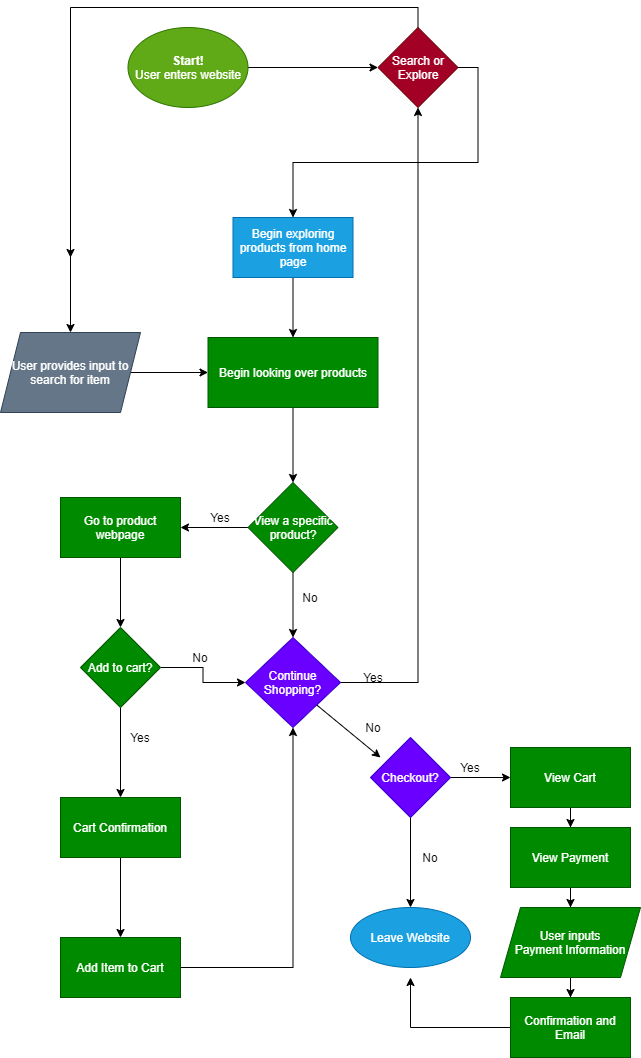 Start!
User enters website
Search or
Explore
Begin exploring
products from home
page
User provides input to
search for item
Begin looking over products
Go to product
webpage
Yes
View a specific
product?
No
Add to cart?
No
Continue
Shopping?
Yes
Yes
No
Checkout?
Yes
View Cart
Cart Confirmation
View Payment
No
Leave Website
User inputs
Payment Information
Add Item to Cart
Confirmation and
Email